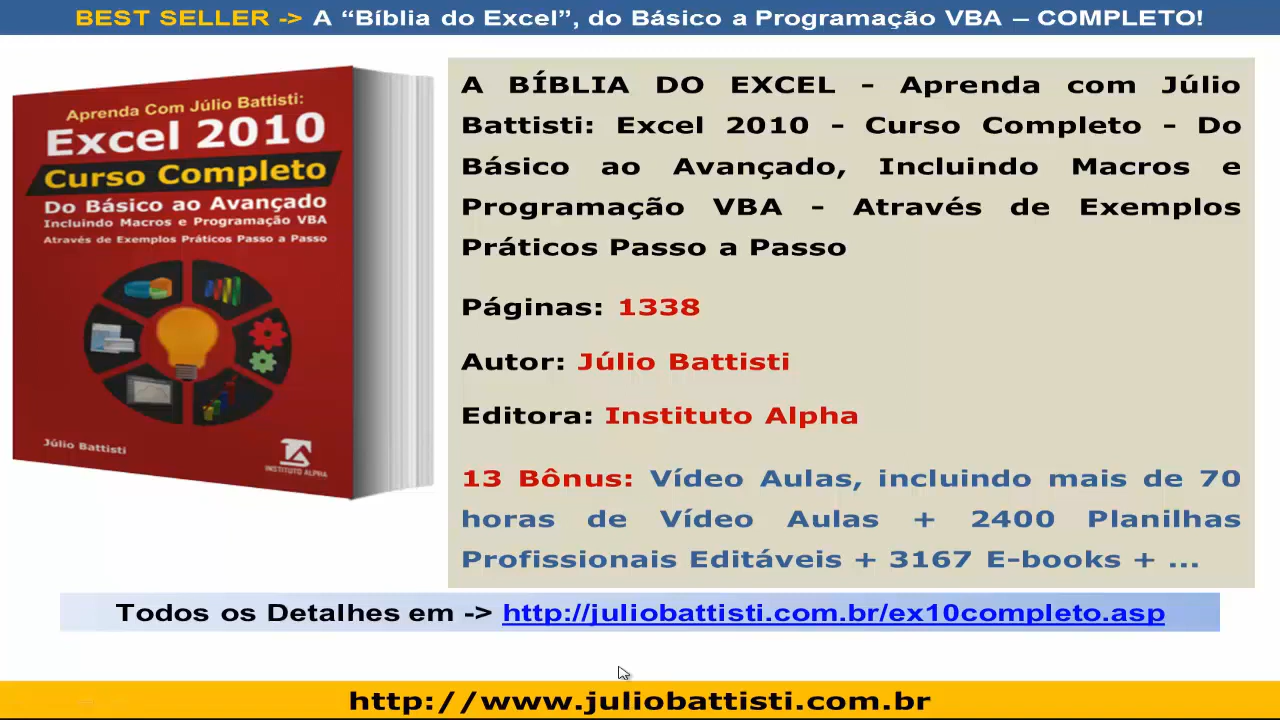 BEST SELLER -> A “Bíblia do Excel”, do Básico a Programação VBA – COMPLETO!
Aprenda Com Júlio Battisti:
Excel 2010
Curso Completo
Do Básico ao Avançado
Incluindo Macros e Programação VBA
Através de Exemplos Práticos Passo a Passo
Júlio Battisti
INSTITUTO ALPHA
A BÍBLIA DO EXCEL - Aprenda com Júlio
Battisti: Excel 2010 - Curso Completo - Do
Básico ao Avançado, Incluindo Macros e
Programação VBA - Através de Exemplos
Práticos Passo a Passo
Páginas: 1338
Autor: Júlio Battisti
Editora: Instituto Alpha
13 Bônus: Vídeo Aulas, incluindo mais de 70
horas de Vídeo Aulas + 2400 Planilhas
Profissionais Editáveis + 3167 E-books + ...
Todos os Detalhes em -> http://juliobattisti.com.br/ex10completo.asp
http://www.juliobattisti.com.br